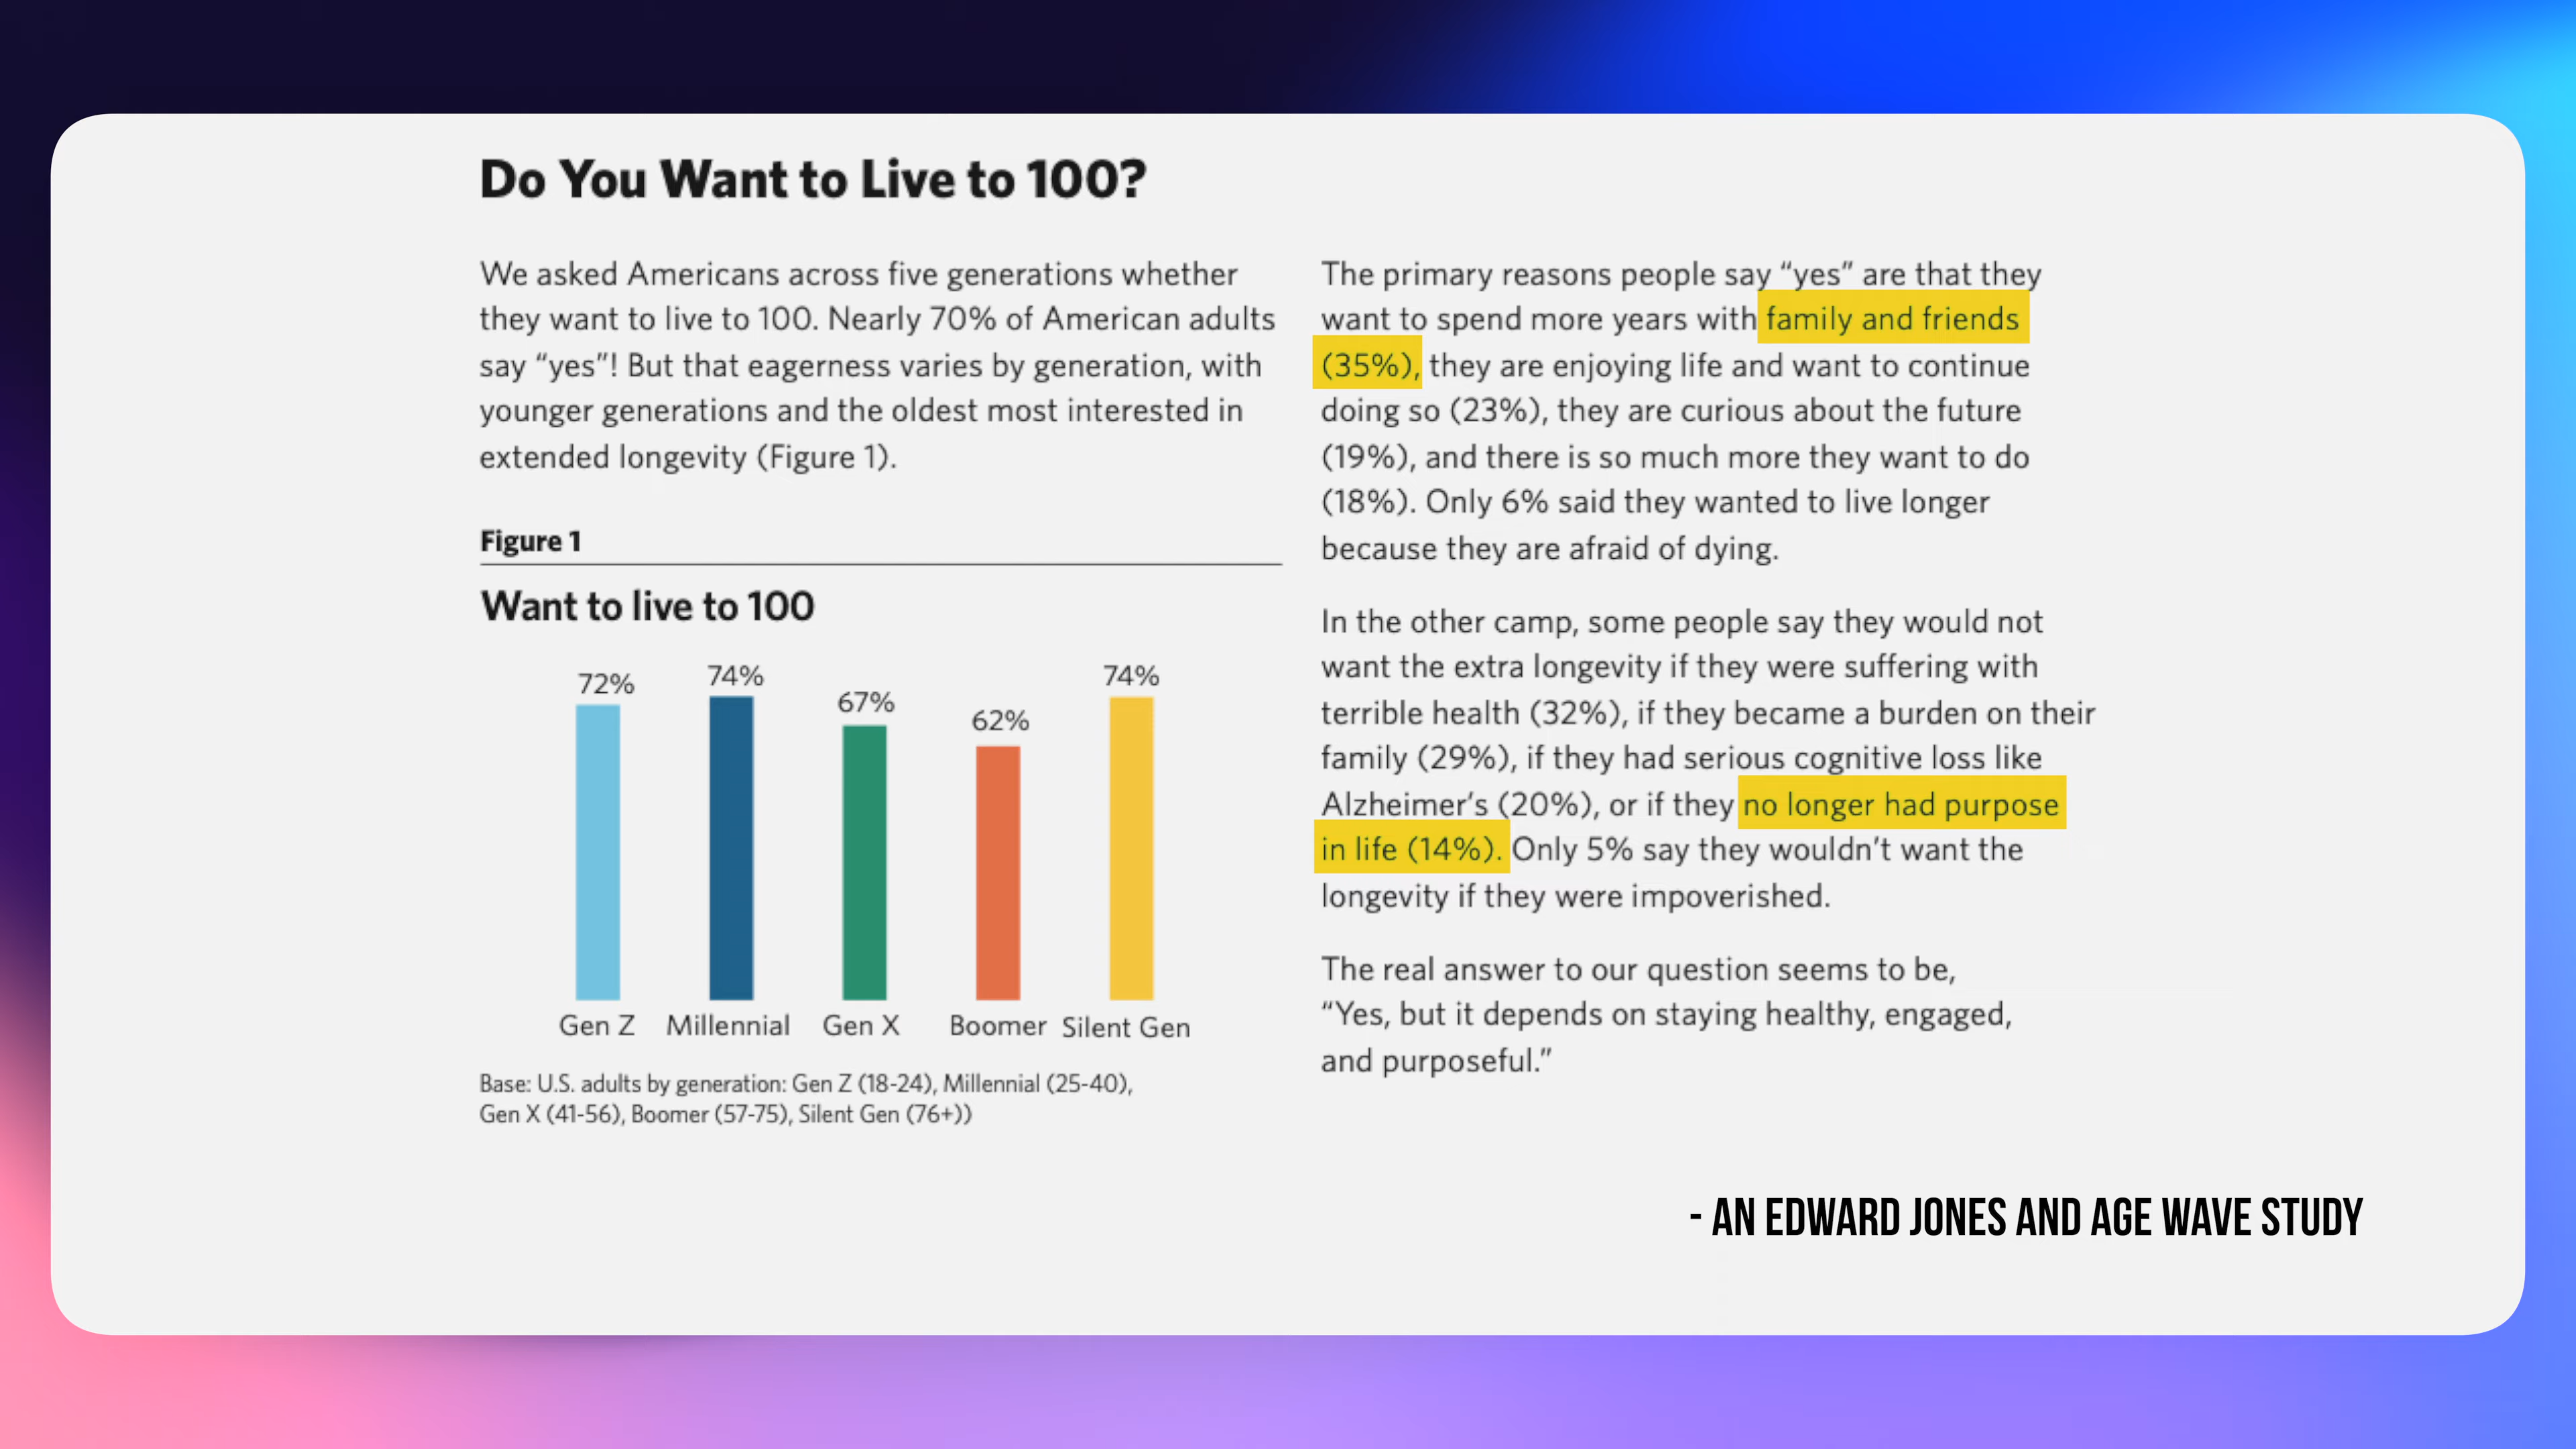 Do You Want to Live to 100?
We asked Americans across five generations whether
they want to live to 100. Nearly 70% of American adults
say “yes”! But that eagerness varies by generation, with
younger generations and the oldest most interested in
extended longevity (Figure 1).
Figure 1
Want to live to 100
72%
74%
67%
62%
74%
Gen Z
Millennial
Gen X
Boomer
Silent Gen
Base: U.S. adults by generation: Gen Z (18-24), Millennial (25-40),
Gen X (41-56), Boomer (57-75), Silent Gen (76+))
The primary reasons people say “yes” are that they
want to spend more years with family and friends
(35%), they are enjoying life and want to continue
doing so (23%), they are curious about the future
(19%), and there is so much more they want to do
(18%). Only 6% said they wanted to live longer
because they are afraid of dying.
In the other camp, some people say they would not
want the extra longevity if they were suffering with
terrible health (32%), if they became a burden on their
family (29%), if they had serious cognitive loss like
Alzheimer’s (20%), or if they no longer had purpose
in life (14%). Only 5% say they wouldn’t want the
longevity if they were impoverished.
The real answer to our question seems to be,
“Yes, but it depends on staying healthy, engaged,
and purposeful.”
- AN EDWARD JONES AND AGE WAVE STUDY